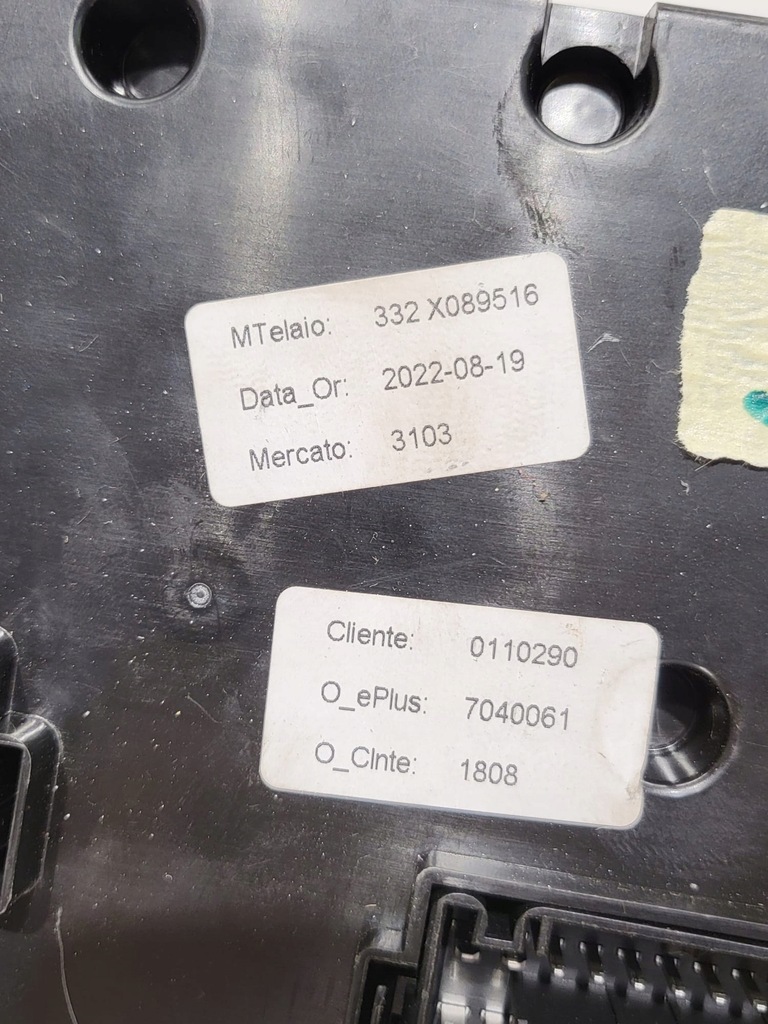 MTelaio: 332 X089516
Data_Or: 2022-08-19
Mercato: 3103
Cliente: 0110290
O_ePlus: 7040061
O_Clnte: 1808